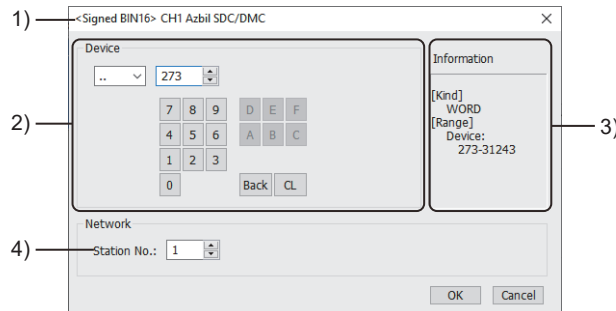 1)
<Signed BIN16> CH1 Azbil SDC/DMC
2)
Device
.. 273
7 8 9 D E F
4 5 6 A B C
1 2 3
0 Back CL
3)
Information
[Kind]
WORD
[Range]
Device:
273-31243
4)
Network
Station No.: 1
OK Cancel